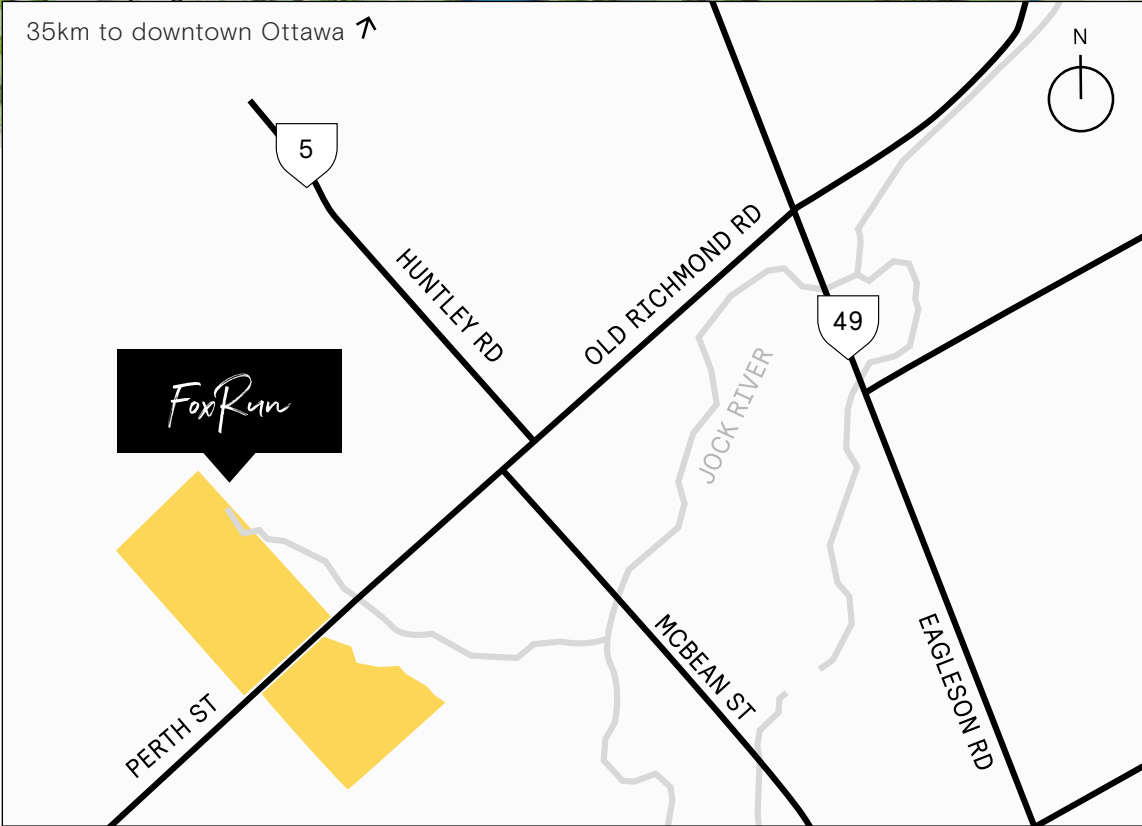 35km to downtown Ottawa ↗
N
5
HUNTLEY RD
OLD RICHMOND RD
49
JOCK RIVER
FoxRun
MCBEAN ST
EAGLESON RD
PERTH ST